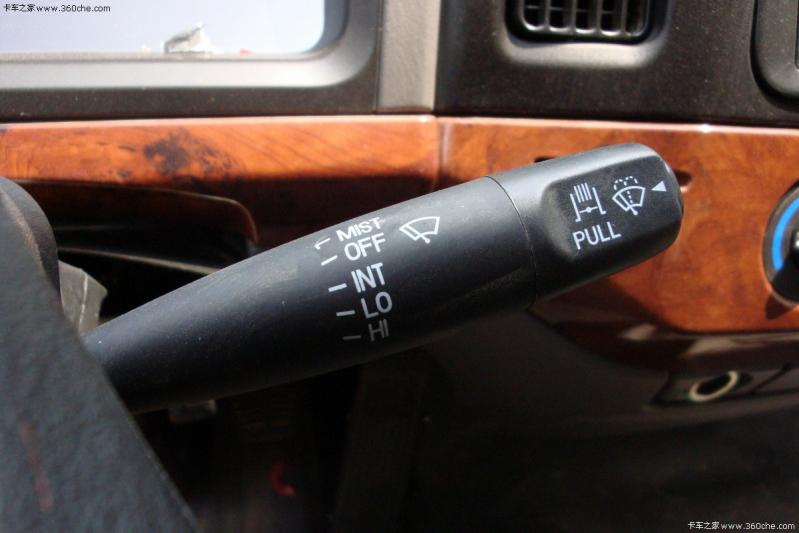 卡车之家 www.360che.com
MIST
OFF
INT
LO
HI
PULL
卡车之家 www.360che.com